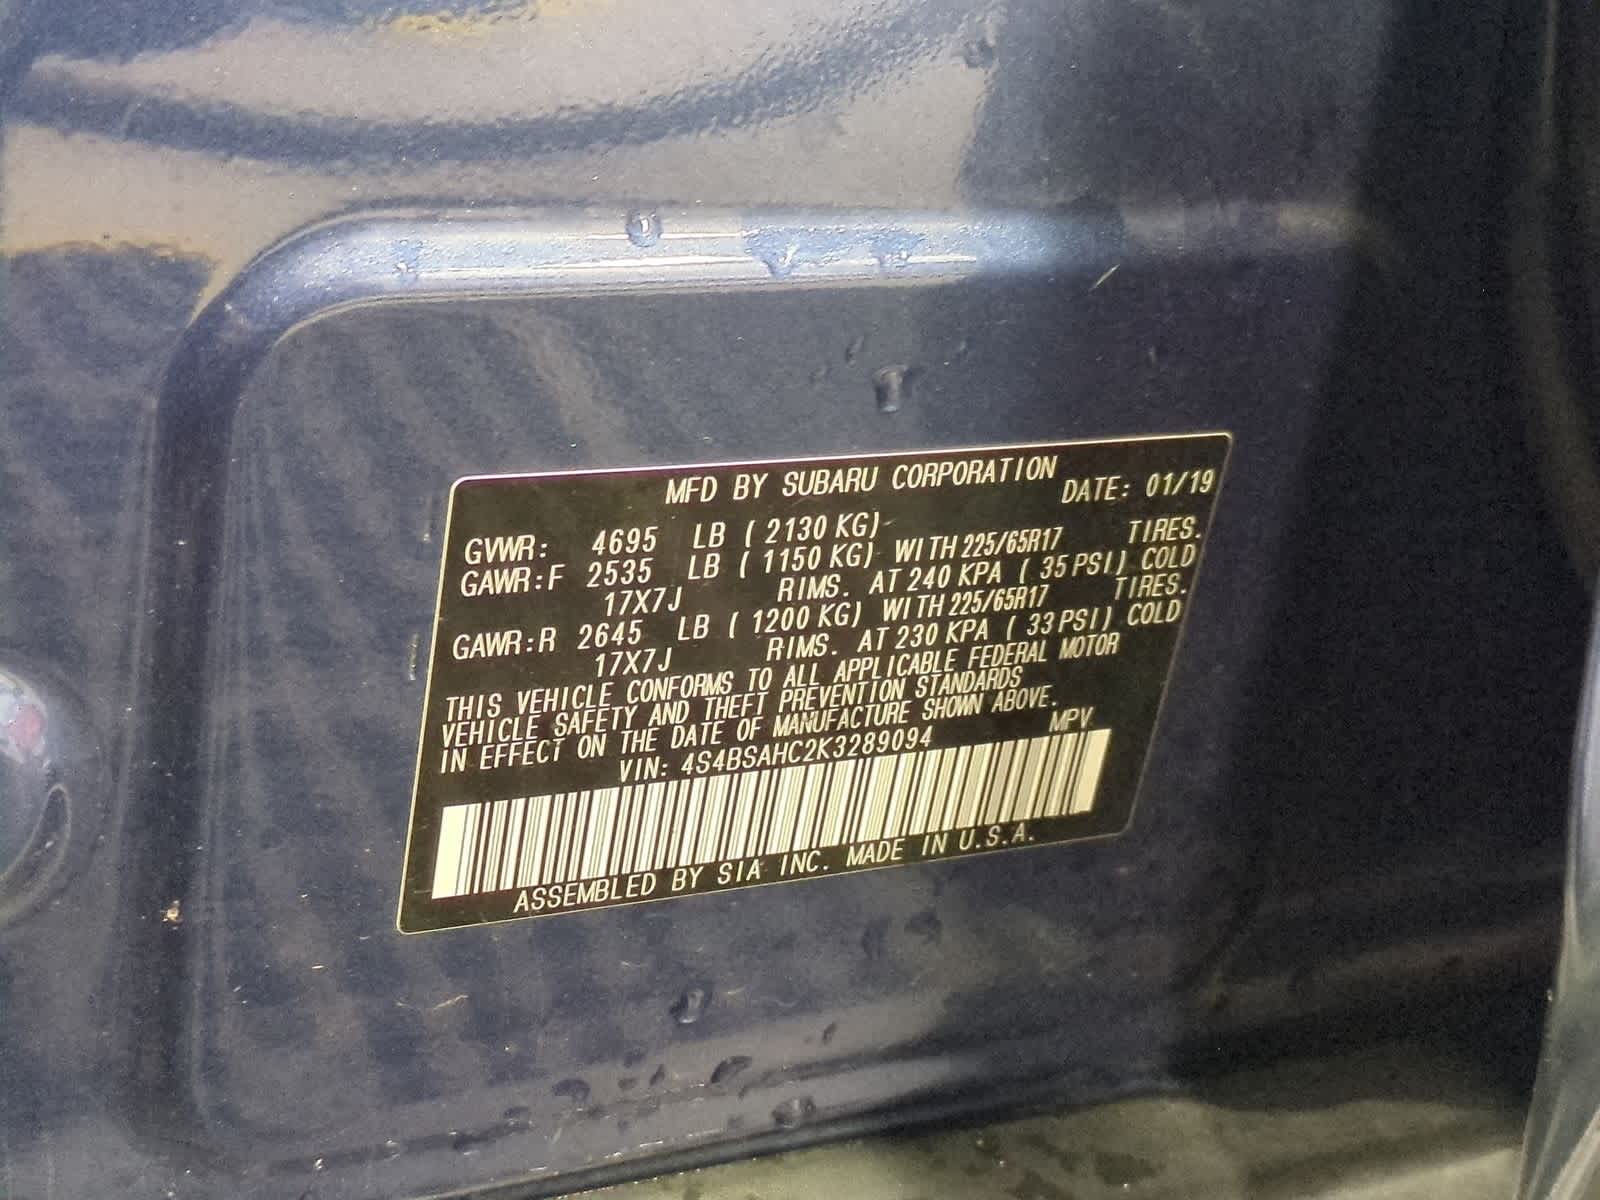 MFD BY SUBARU CORPORATION
DATE: 01/19
GVWR: 4695 LB ( 2130 KG)
GAWR:F 2535 LB ( 1150 KG) WITH 225/65R17 TIRES.
17X7J RIMS. AT 240 KPA ( 35 PSI) COLD
GAWR:R 2645 LB ( 1200 KG) WITH 225/65R17 TIRES.
17X7J RIMS. AT 230 KPA ( 33 PSI) COLD
THIS VEHICLE CONFORMS TO ALL APPLICABLE FEDERAL MOTOR
VEHICLE SAFETY AND THEFT PREVENTION STANDARDS
IN EFFECT ON THE DATE OF MANUFACTURE SHOWN ABOVE.
VIN: 4S4BSAHC2K3289094 MPV
ASSEMBLED BY SIA INC. MADE IN U.S.A.